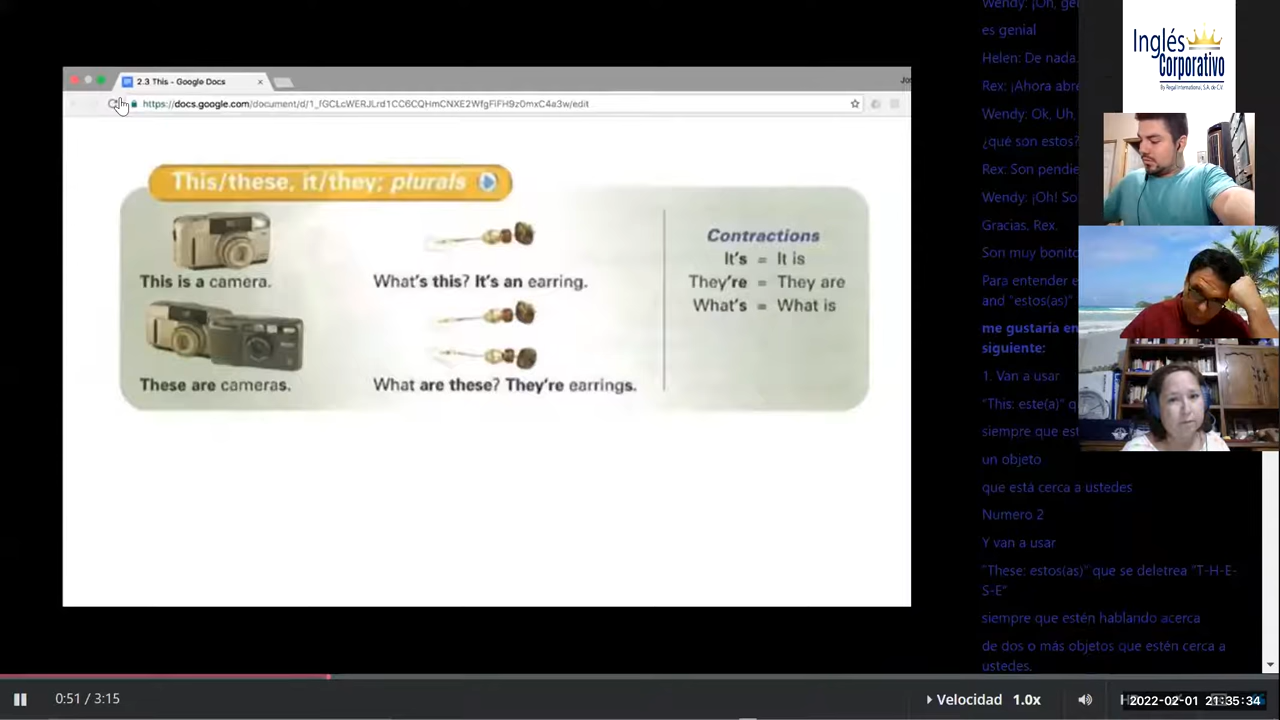 2.3 This - Google Docs
https://docs.google.com/document/d/1_fGCLcWERJLrd1CC6CQHmCNXE2WfgFiFH9z0mxC4e3w/edit
This/these, it/they; plurals
This is a camera.
What's this? It's an earring.
These are cameras.
What are these? They're earrings.
Contractions
It's = It is
They're = They are
What's = What is
es genial
Helen: De nada
Rex: ¡Ahora abre
Wendy: Ok. Uh,
¿qué son estos?
Rex: Son pendie
Wendy: ¡Oh! So
Gracias, Rex.
Son muy bonito
Para entender e
and "estos(as)"
me gustaría en
siguiente:
1. Van a usar
"This: este(a)" q
siempre que est
un objeto
que está cerca a ustedes
Numero 2
Y van a usar
"These: estos(as)" que se deletrea "T-H-E-
S-E"
siempre que estén hablando acerca
de dos o más objetos que estén cerca a
ustedes.
Inglés
Corporativo
By Regal International, S.A. de C.V.
0:51 / 3:15
Velocidad 1.0x
2022-02-01 21:35:34